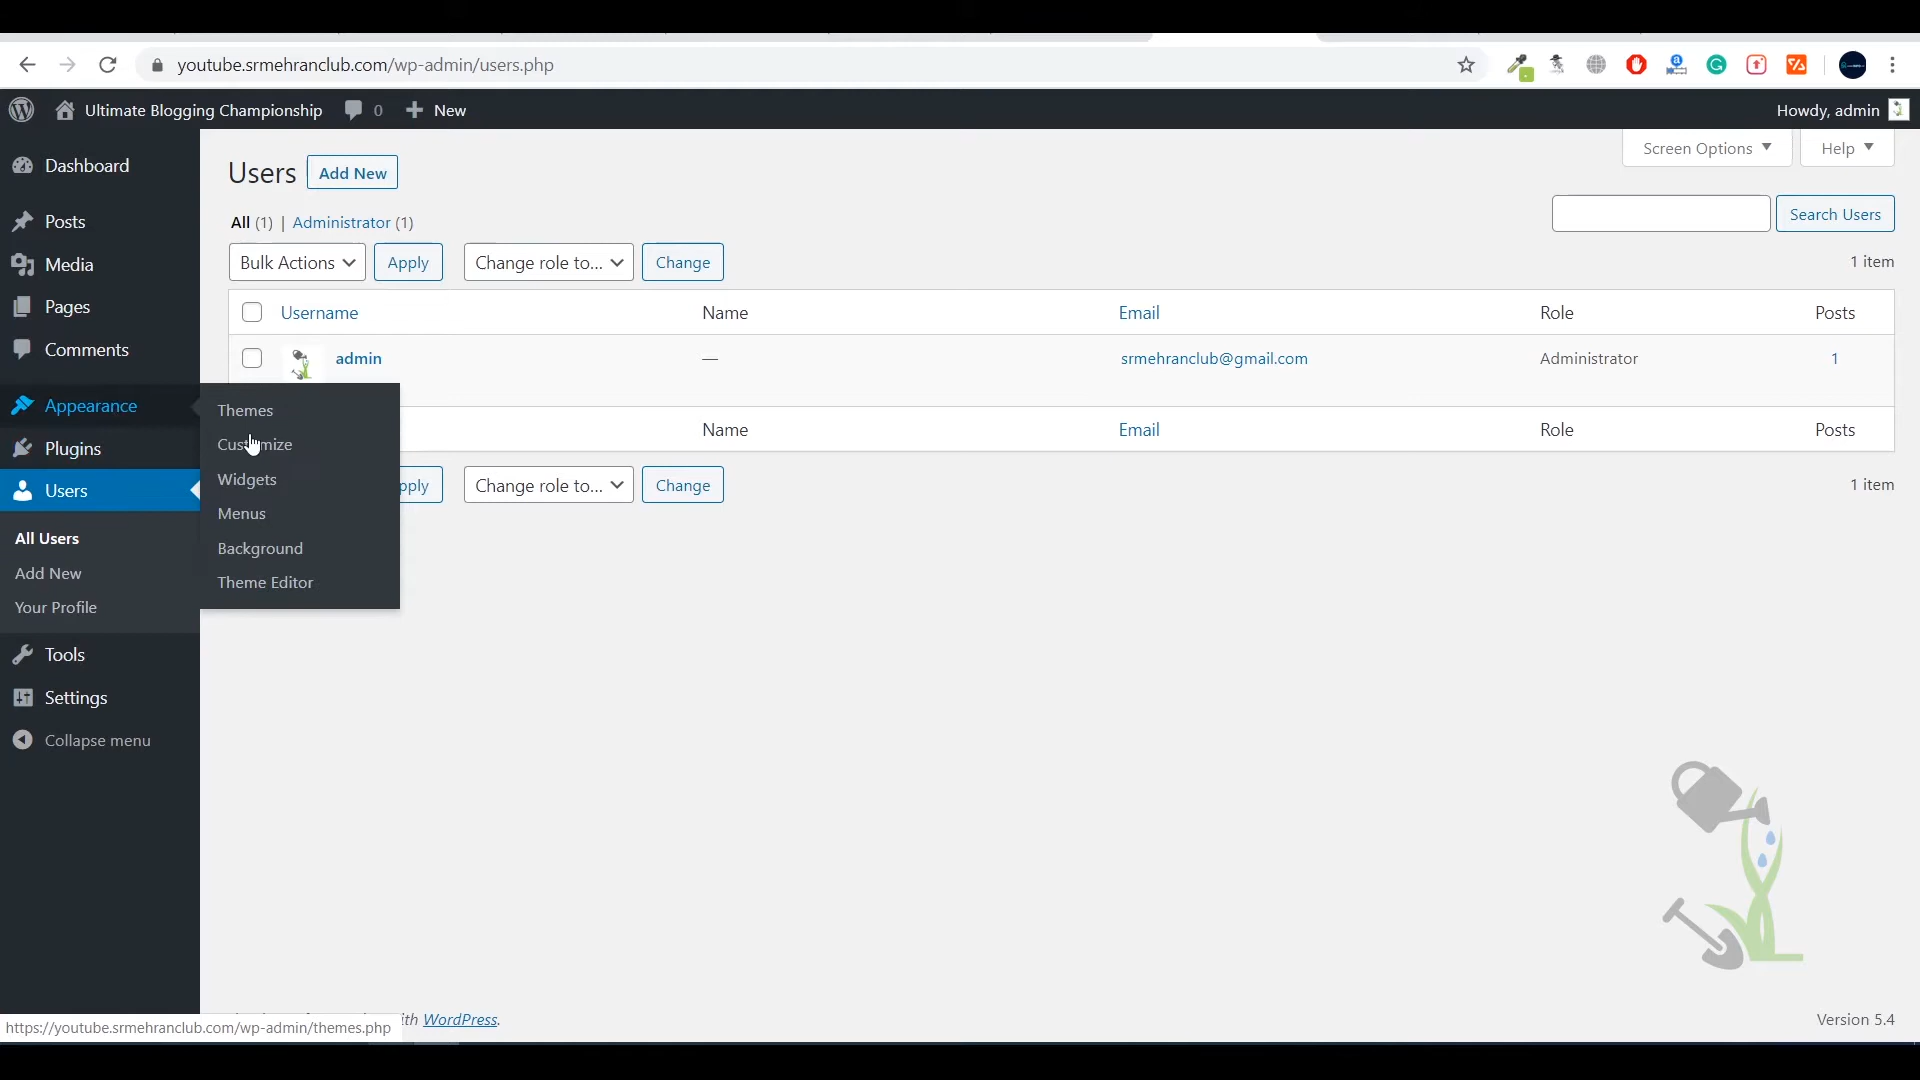 youtube.srmehranclub.com/wp-admin/users.php
Ultimate Blogging Championship 0 New Howdy, admin
Dashboard
Posts
Media
Pages
Comments
Appearance
Plugins
Users
All Users
Add New
Your Profile
Tools
Settings
Collapse menu
Themes
Customize
Widgets
Menus
Background
Theme Editor
Screen Options Help
Users Add New
All (1) | Administrator (1)
Search Users
Bulk Actions Apply Change role to... Change 1 item
Username Name Email Role Posts
admin — srmehranclub@gmail.com Administrator 1
Name Email Role Posts
pply Change role to... Change 1 item
ith WordPress. Version 5.4
https://youtube.srmehranclub.com/wp-admin/themes.php